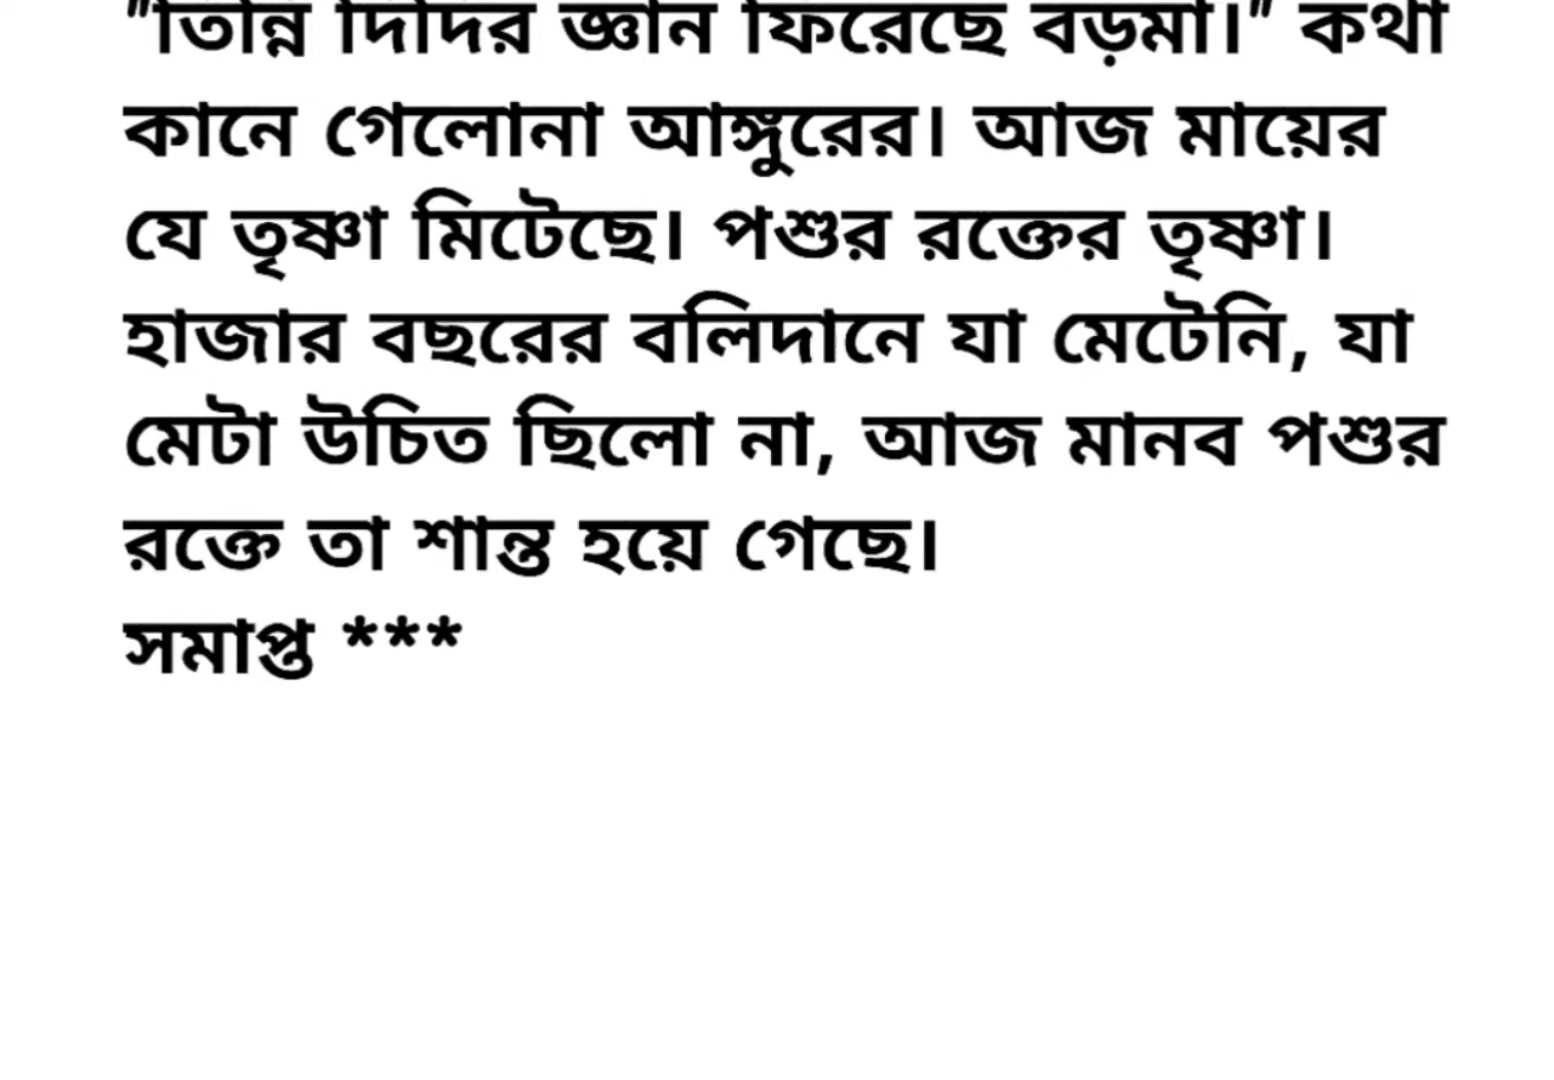 "তিন্নি দিদির জ্ঞান ফিরেছে বড়মা।" কথা
কানে গেলোনা আঙ্গুরের। আজ মায়ের
যে তৃষ্ণা মিটেছে। পশুর রক্তের তৃষ্ণা।
হাজার বছরের বলিদানে যা মেটেনি, যা
মেটা উচিত ছিলো না, আজ মানব পশুর
রক্তে তা শান্ত হয়ে গেছে।
সমাপ্ত ***